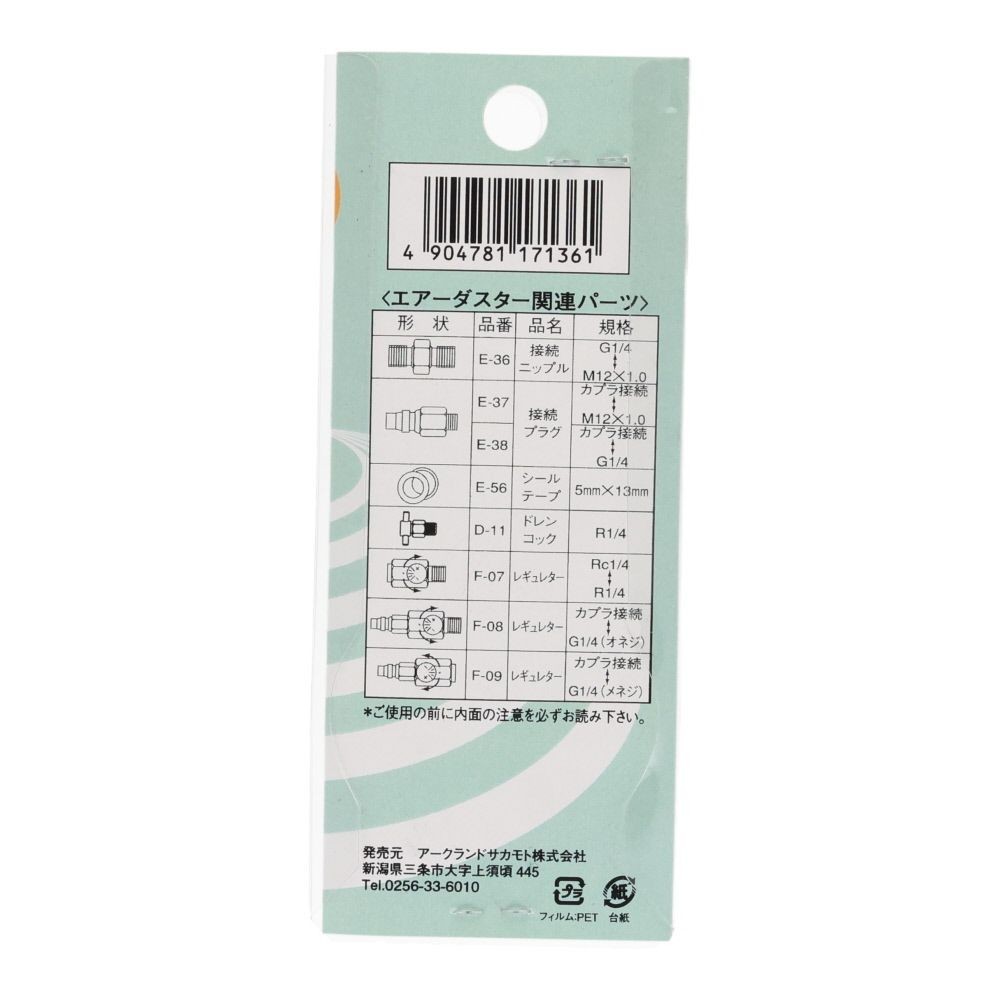 4 904781 171361
〈エアーダスター関連パーツ〉
形 状 品番 品名 規格
E-36 接続ニップル G1/4 M12×1.0
E-37 接続プラグ カプラ接続 M12×1.0
E-38 カプラ接続 G1/4
E-56 シールテープ 5mm×13mm
D-11 ドレンコック R1/4
F-07 レギュレター Rc1/4 R1/4
F-08 レギュレター カプラ接続 G1/4(オネジ)
F-09 レギュレター カプラ接続 G1/4(メネジ)
*ご使用の前に内面の注意を必ずお読み下さい。
発売元 アークランドサカモト株式会社
新潟県三条市大字上須頃 445
Tel.0256-33-6010
プラ 紙
フィルム:PET 台紙